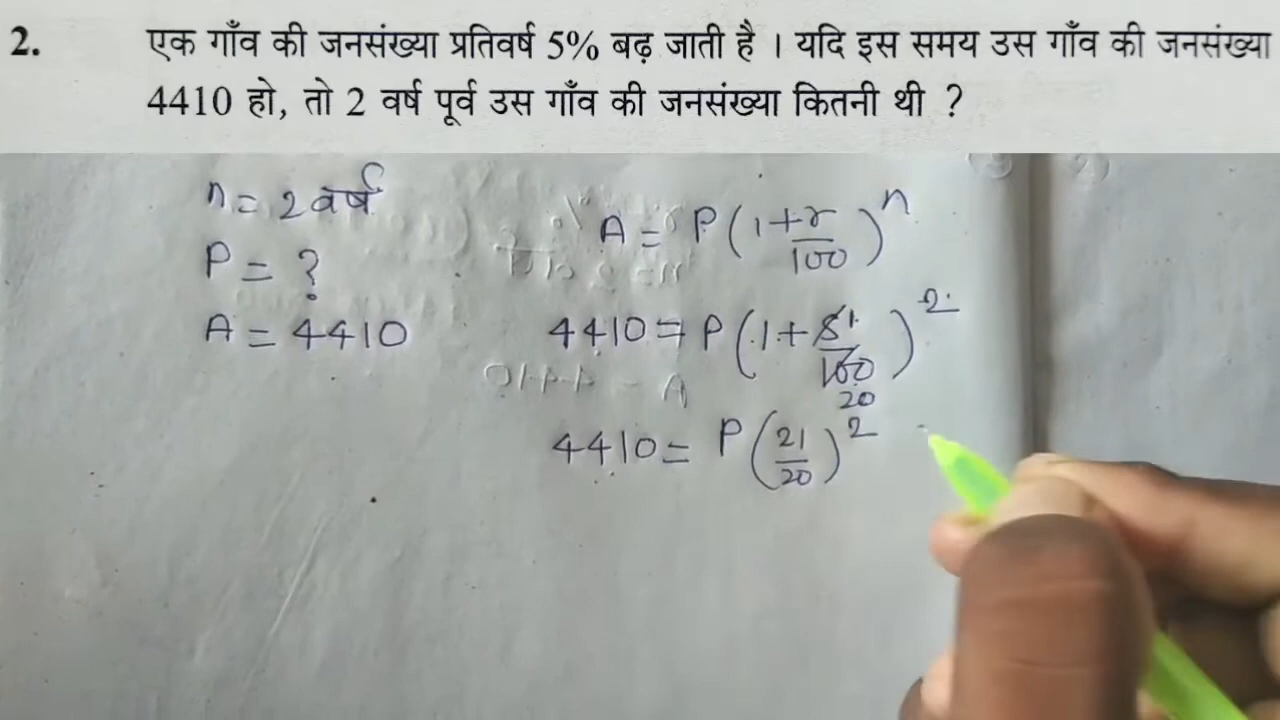 2. एक गाँव की जनसंख्या प्रतिवर्ष 5% बढ़ जाती है । यदि इस समय उस गाँव की जनसंख्या
4410 हो, तो 2 वर्ष पूर्व उस गाँव की जनसंख्या कितनी थी ?
n = 2 वर्ष
P = ?
A = 4410
A = P(1+r/100)^n
4410 = P(1+5 1/100 20)^2
4410 = P(21/20)^2